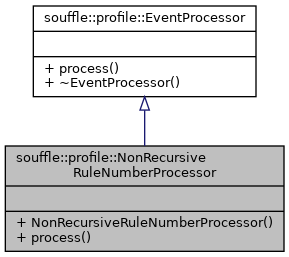 souffle::profile::EventProcessor
+ process()
+ ~EventProcessor()
souffle::profile::NonRecursive
RuleNumberProcessor
+ NonRecursiveRuleNumberProcessor()
+ process()